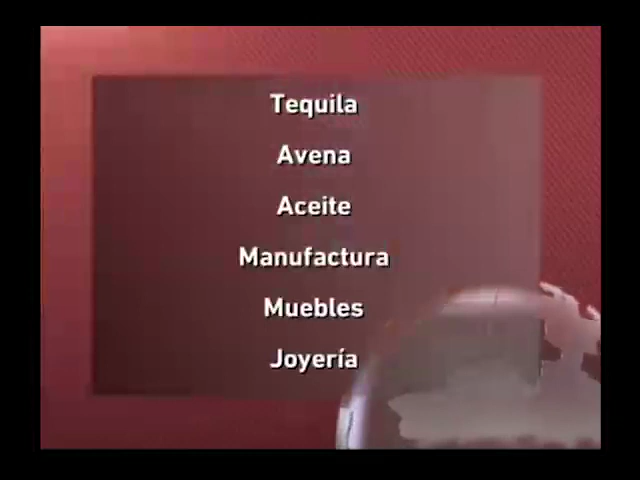 Tequila
Avena
Aceite
Manufactura
Muebles
Joyería